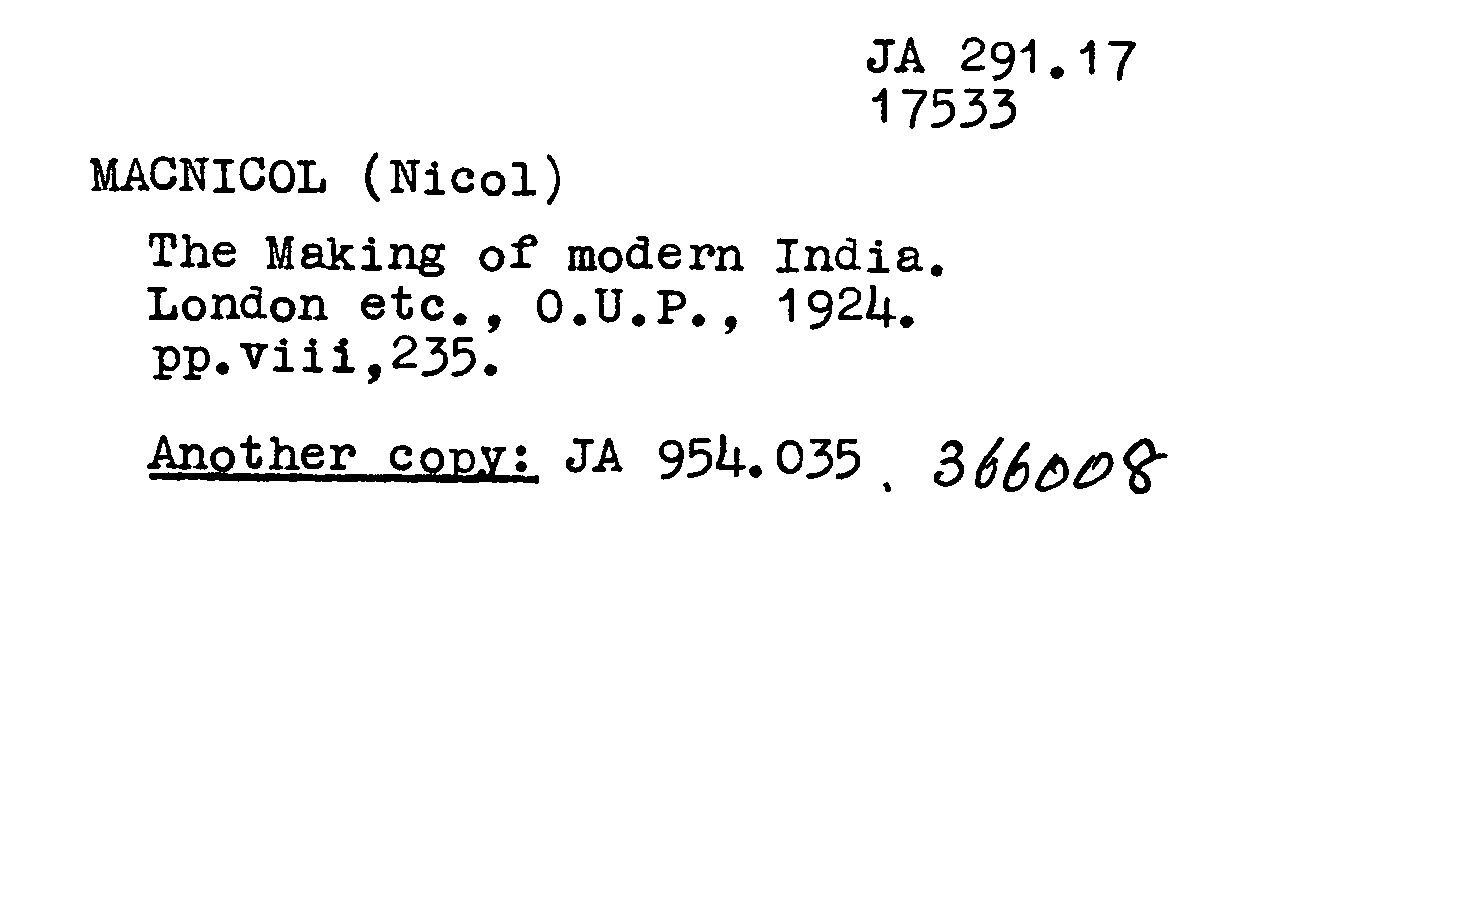 JA 291.17
17533
MACNICOL (Nicol)
The Making of modern India.
London etc., O.U.P., 1924.
pp.viii,235.
Another copy: JA 954.035 . 366008